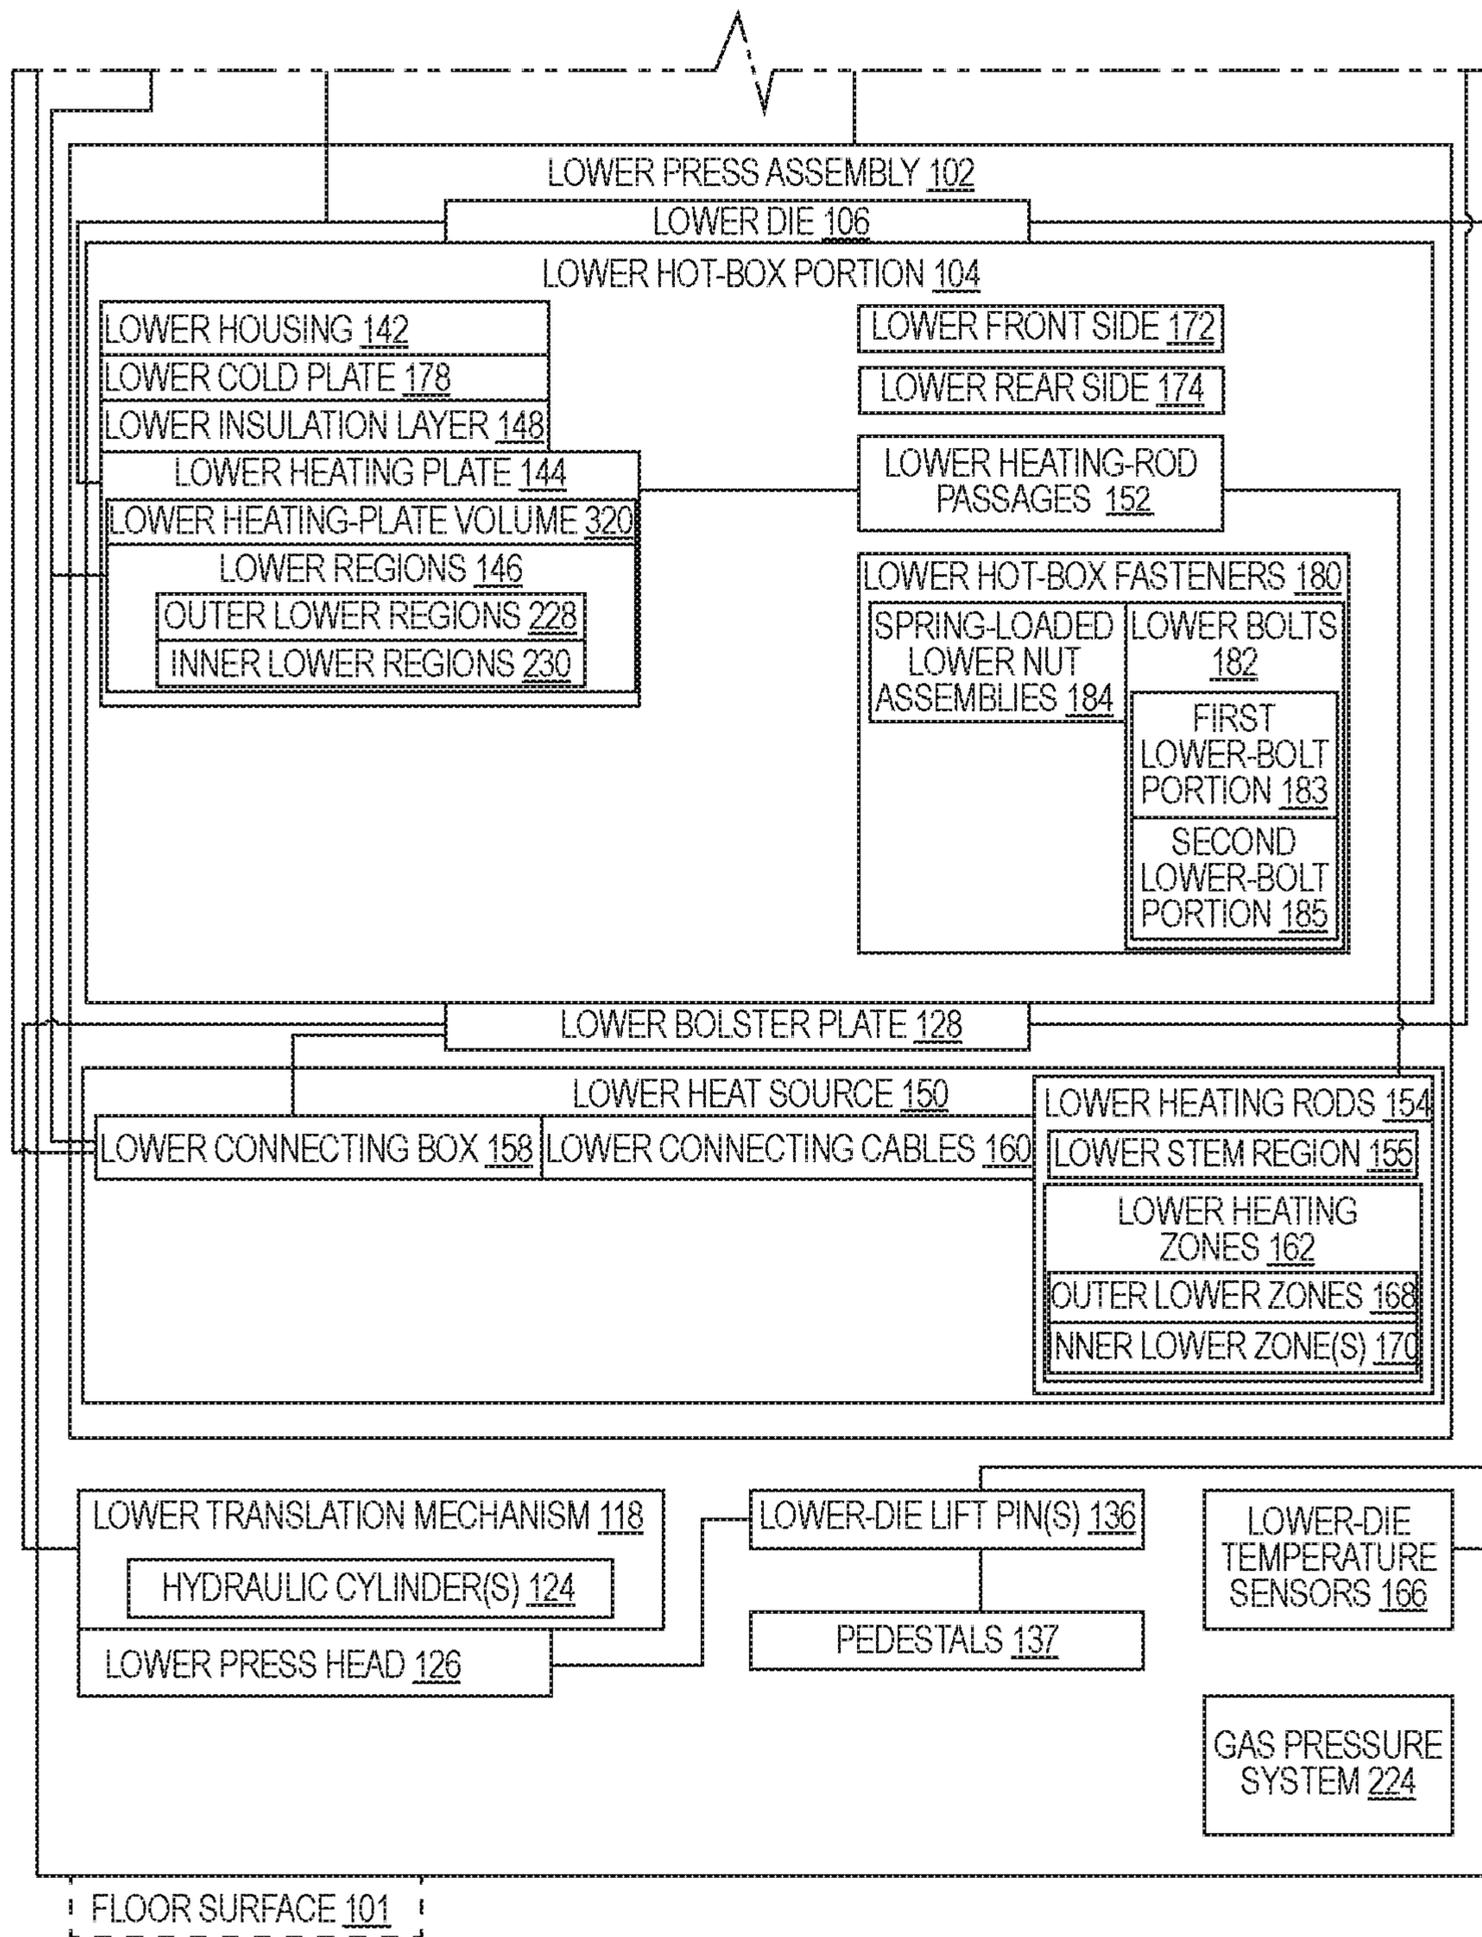 LOWER PRESS ASSEMBLY 102
LOWER DIE 106
LOWER HOT-BOX PORTION 104
LOWER HOUSING 142
LOWER COLD PLATE 178
LOWER INSULATION LAYER 148
LOWER HEATING PLATE 144
LOWER HEATING-PLATE VOLUME 320
LOWER REGIONS 146
OUTER LOWER REGIONS 228
INNER LOWER REGIONS 230
LOWER FRONT SIDE 172
LOWER REAR SIDE 174
LOWER HEATING-ROD
PASSAGES 152
LOWER HOT-BOX FASTENERS 180
SPRING-LOADED
LOWER NUT
ASSEMBLIES 184
LOWER BOLTS
182
FIRST
LOWER-BOLT
PORTION 183
SECOND
LOWER-BOLT
PORTION 185
LOWER BOLSTER PLATE 128
LOWER HEAT SOURCE 150
LOWER CONNECTING BOX 158
LOWER CONNECTING CABLES 160
LOWER HEATING RODS 154
LOWER STEM REGION 155
LOWER HEATING
ZONES 162
OUTER LOWER ZONES 168
NNER LOWER ZONE(S) 170
LOWER TRANSLATION MECHANISM 118
HYDRAULIC CYLINDER(S) 124
LOWER PRESS HEAD 126
LOWER-DIE LIFT PIN(S) 136
PEDESTALS 137
LOWER-DIE
TEMPERATURE
SENSORS 166
GAS PRESSURE
SYSTEM 224
FLOOR SURFACE 101